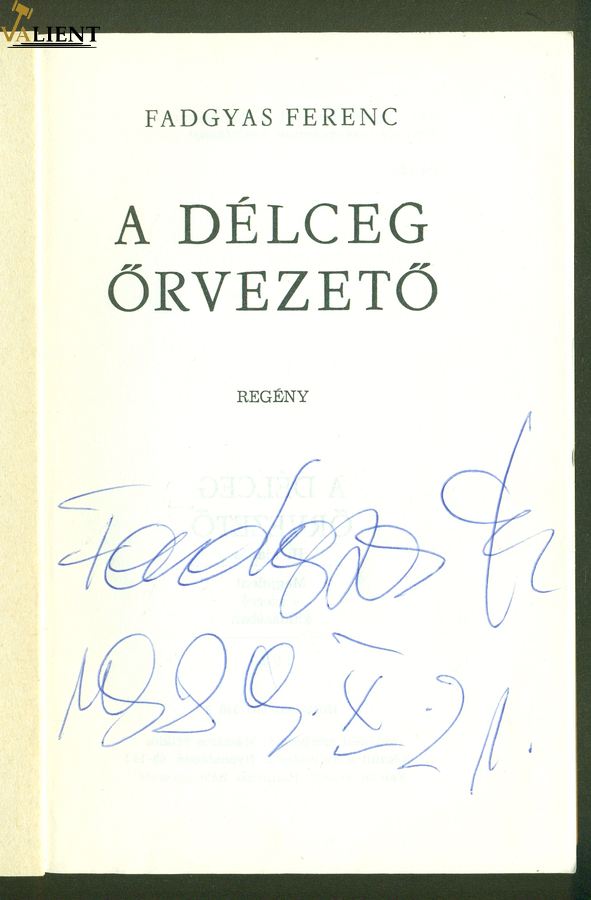 VALIENT
FADGYAS FERENC
A DÉLCEG
ŐRVEZETŐ
REGÉNY
Fadgyas
1989. X. 21.